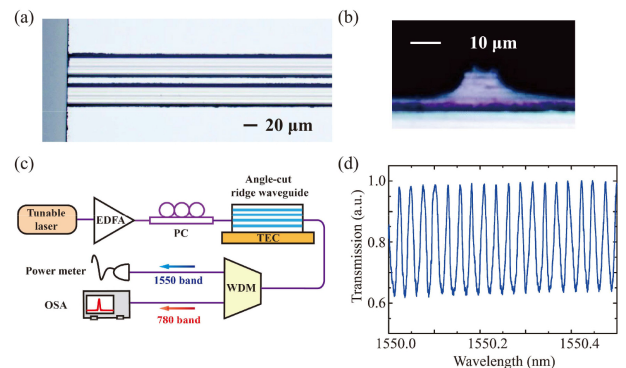 (a)
20 μm
(b)
10 μm
(c)
Tunable
laser
EDFA
PC
Angle-cut
ridge waveguide
TEC
Power meter
1550 band
WDM
OSA
780 band
(d)
Transmission (a.u.)
1.0
0.8
0.6
1550.0
1550.2
1550.4
Wavelength (nm)